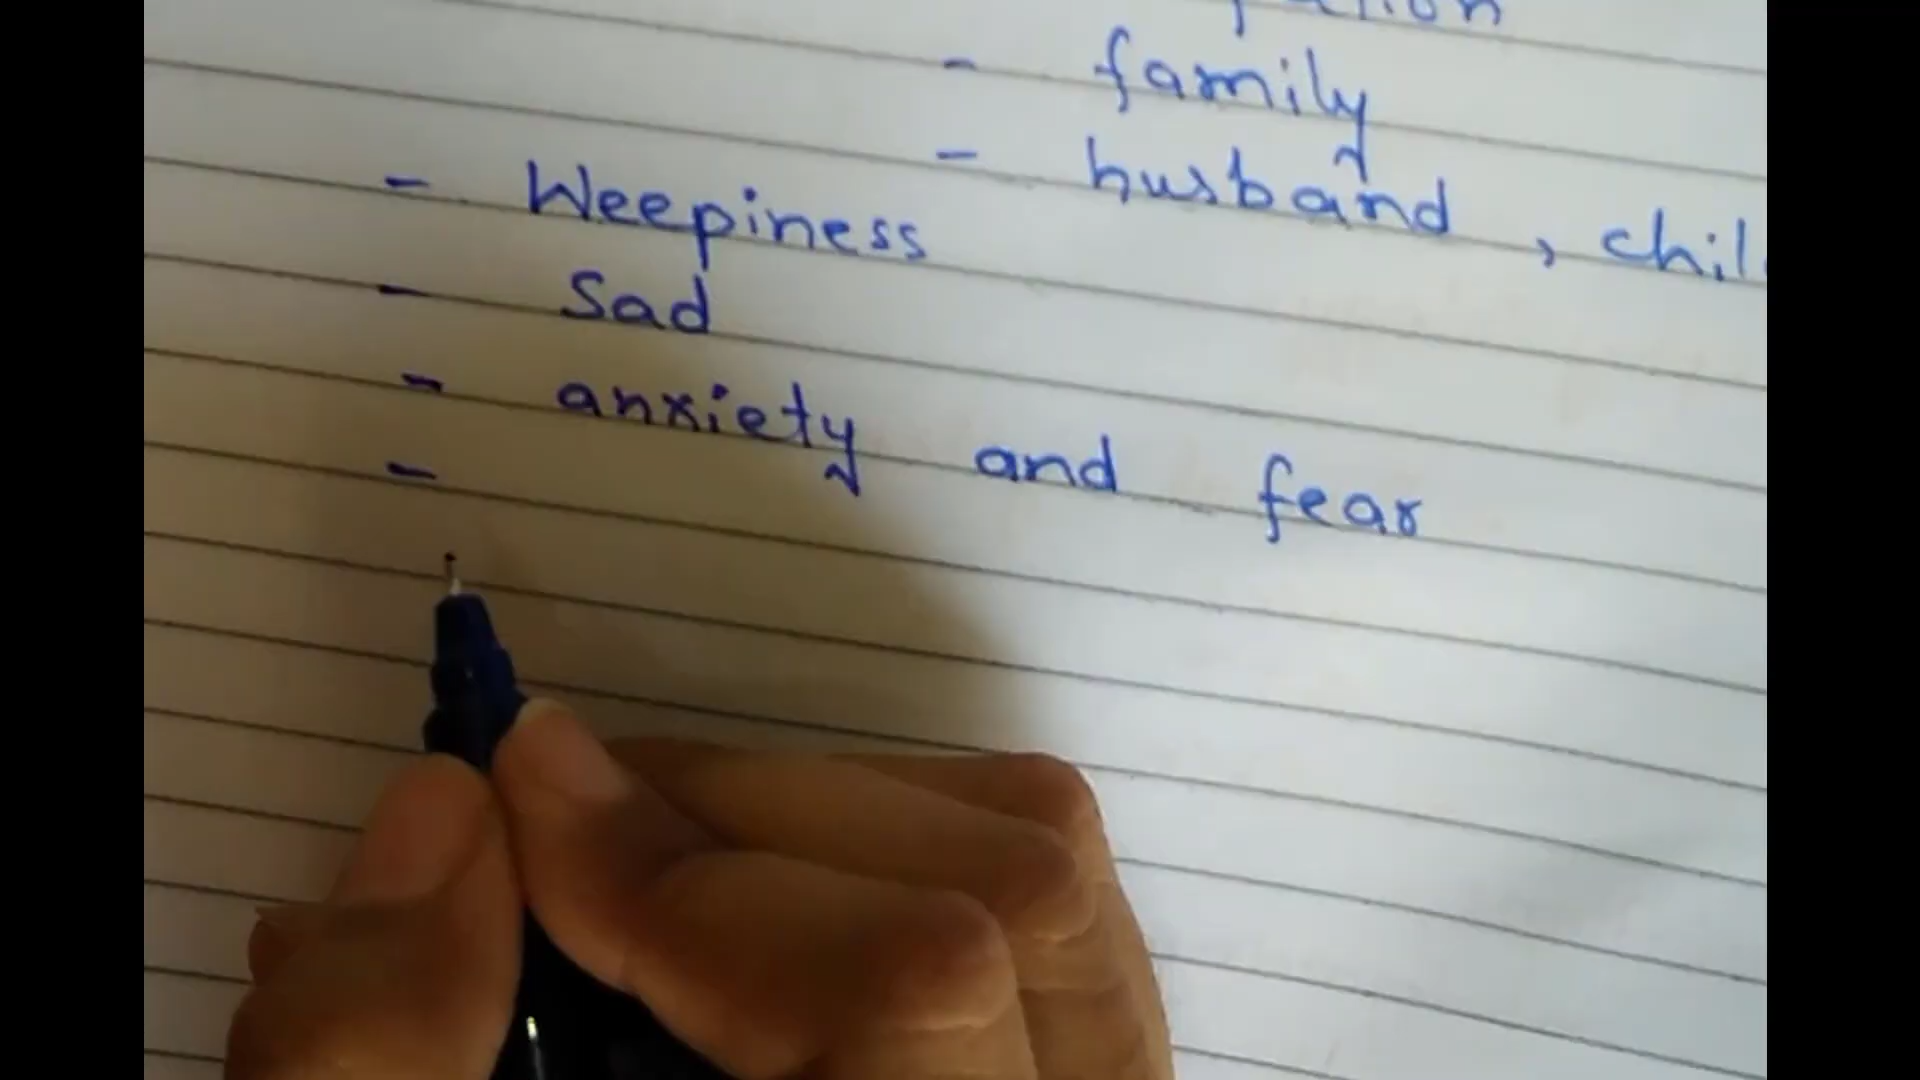 - family
- husband, chil
- Weepiness
- Sad
- anxiety and fear
-